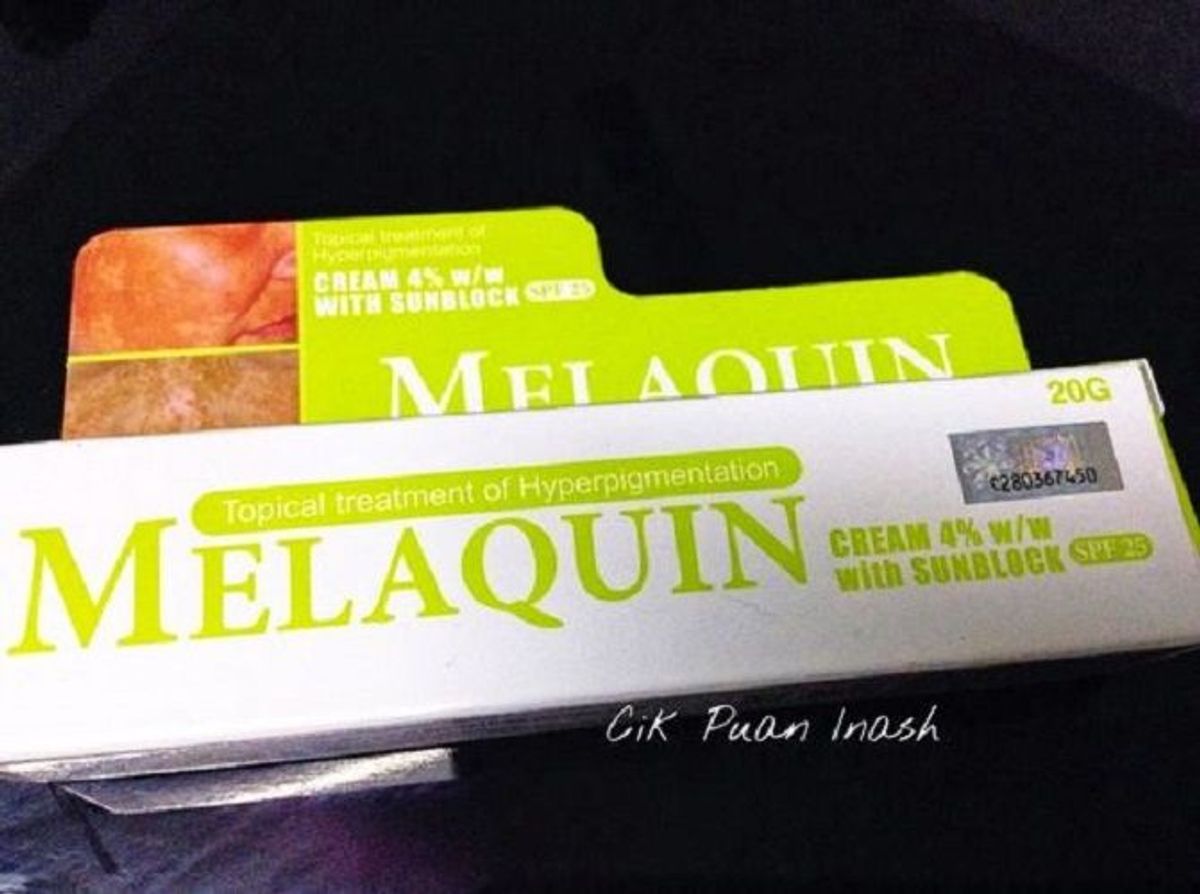 Topical treatment of
Hyperpigmentation
CREAM 4% w/w
WITH SUNBLOCK SPF 25
MELAQUIN
20G
c280367450
Topical treatment of Hyperpigmentation
MELAQUIN
CREAM 4% w/w
with SUNBLOCK SPF 25
Cik Puan Inash